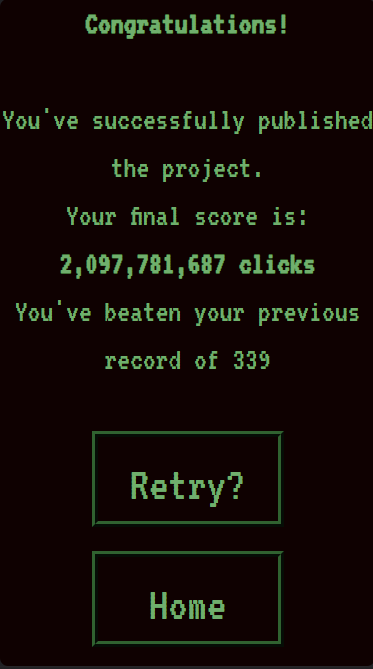 Congratulations!
You've successfully published
the project.
Your final score is:
2,097,781,687 clicks
You've beaten your previous
record of 339
Retry?
Home